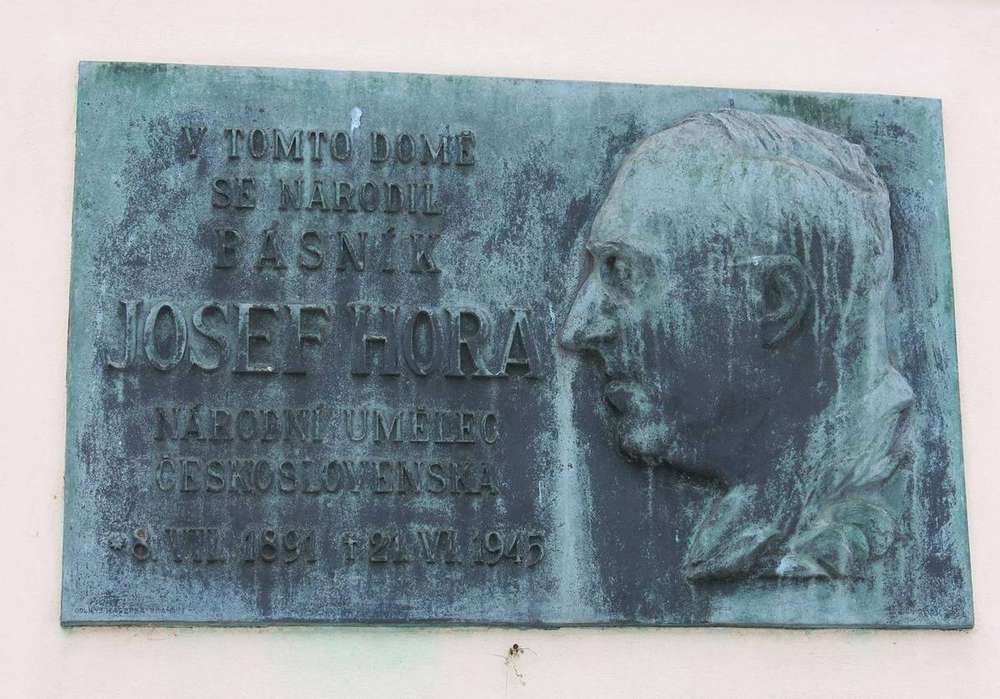 V TOMTO DOMĚ
SE NARODIL
BÁSNÍK
JOSEF HORA
NÁRODNÍ UMĚLEC
ČESKOSLOVENSKA
* 8. VII. 1891 † 21. VI. 1945